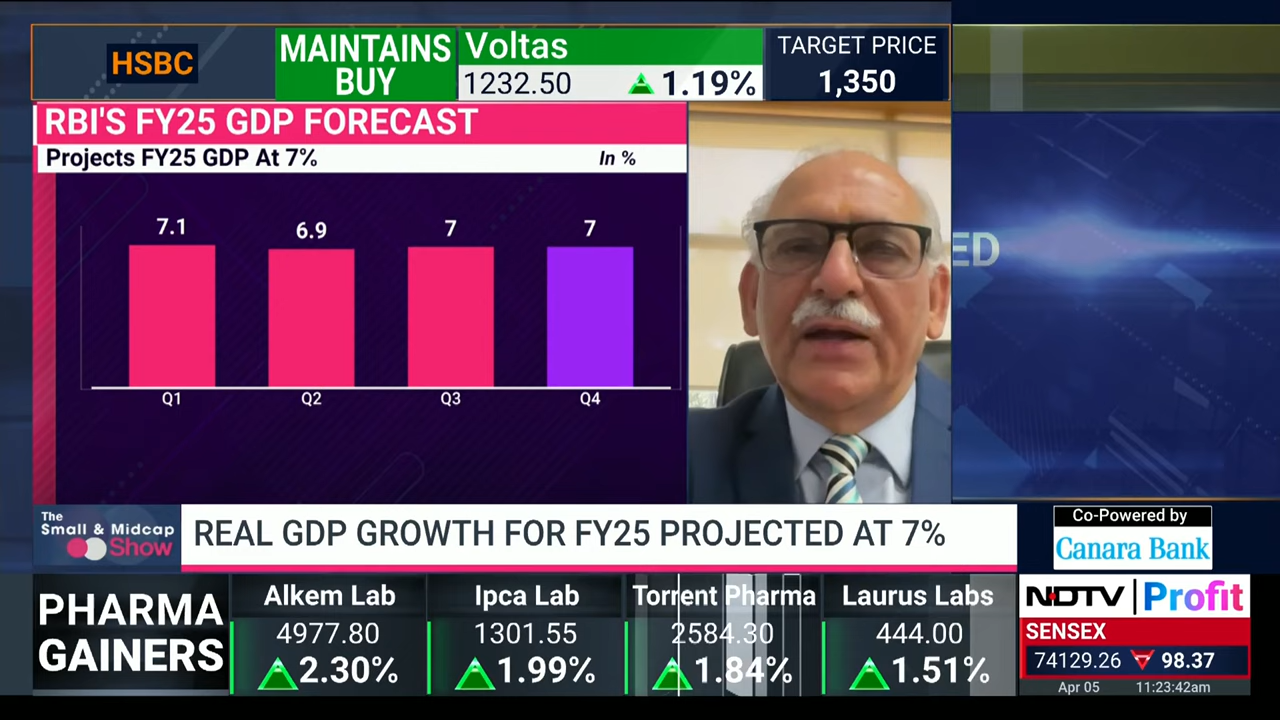 HSBC
MAINTAINS
BUY
Voltas
1232.50
1.19%
TARGET PRICE
1,350
RBI'S FY25 GDP FORECAST
Projects FY25 GDP At 7%
In %
7.1
6.9
7
7
Q1
Q2
Q3
Q4
ED
The
Small & Midcap
Show
REAL GDP GROWTH FOR FY25 PROJECTED AT 7%
Co-Powered by
Canara Bank
PHARMA
GAINERS
Alkem Lab
4977.80
2.30%
Ipca Lab
1301.55
1.99%
Torrent Pharma
2584.30
1.84%
Laurus Labs
444.00
1.51%
NDTV Profit
SENSEX
74129.26 98.37
Apr 05 11:23:42am